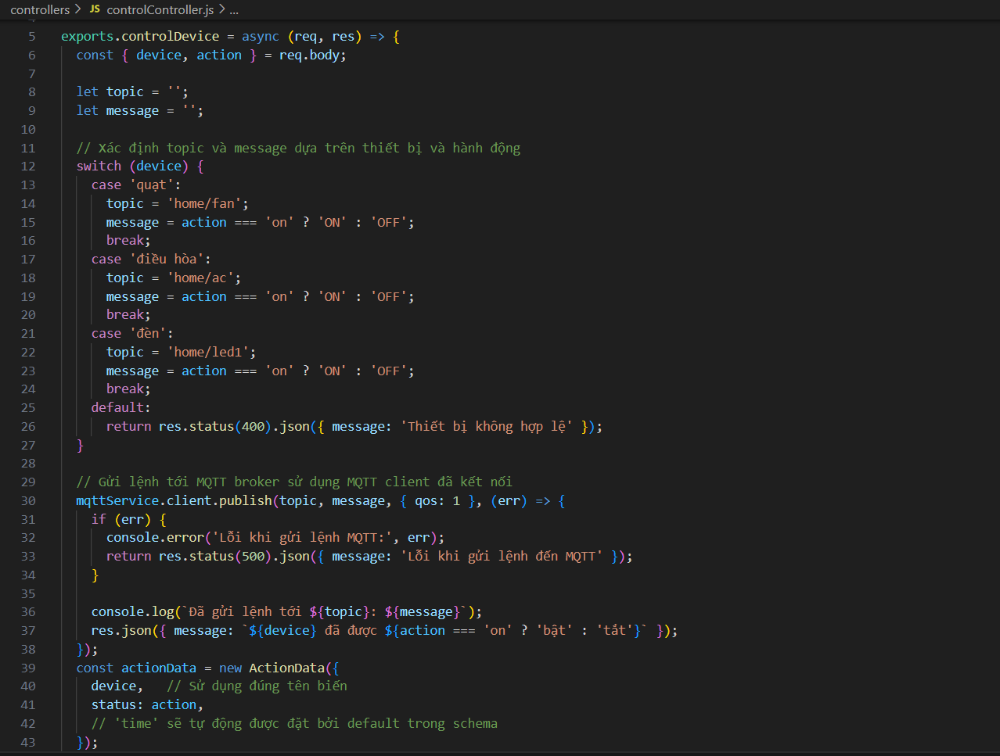 controllers > JS controlController.js > ...
5 exports.controlDevice = async (req, res) => {
6   const { device, action } = req.body;
7
8   let topic = '';
9   let message = '';
10
11   // Xác định topic và message dựa trên thiết bị và hành động
12   switch (device) {
13     case 'quạt':
14       topic = 'home/fan';
15       message = action === 'on' ? 'ON' : 'OFF';
16       break;
17     case 'điều hòa':
18       topic = 'home/ac';
19       message = action === 'on' ? 'ON' : 'OFF';
20       break;
21     case 'đèn':
22       topic = 'home/led1';
23       message = action === 'on' ? 'ON' : 'OFF';
24       break;
25     default:
26       return res.status(400).json({ message: 'Thiết bị không hợp lệ' });
27   }
28
29   // Gửi lệnh tới MQTT broker sử dụng MQTT client đã kết nối
30   mqttService.client.publish(topic, message, { qos: 1 }, (err) => {
31     if (err) {
32       console.error('Lỗi khi gửi lệnh MQTT:', err);
33       return res.status(500).json({ message: 'Lỗi khi gửi lệnh đến MQTT' });
34     }
35
36     console.log(`Đã gửi lệnh tới ${topic}: ${message}`);
37     res.json({ message: `${device} đã được ${action === 'on' ? 'bật' : 'tắt'}` });
38   });
39   const actionData = new ActionData({
40     device,   // Sử dụng đúng tên biến
41     status: action,
42     // 'time' sẽ tự động được đặt bởi default trong schema
43   });